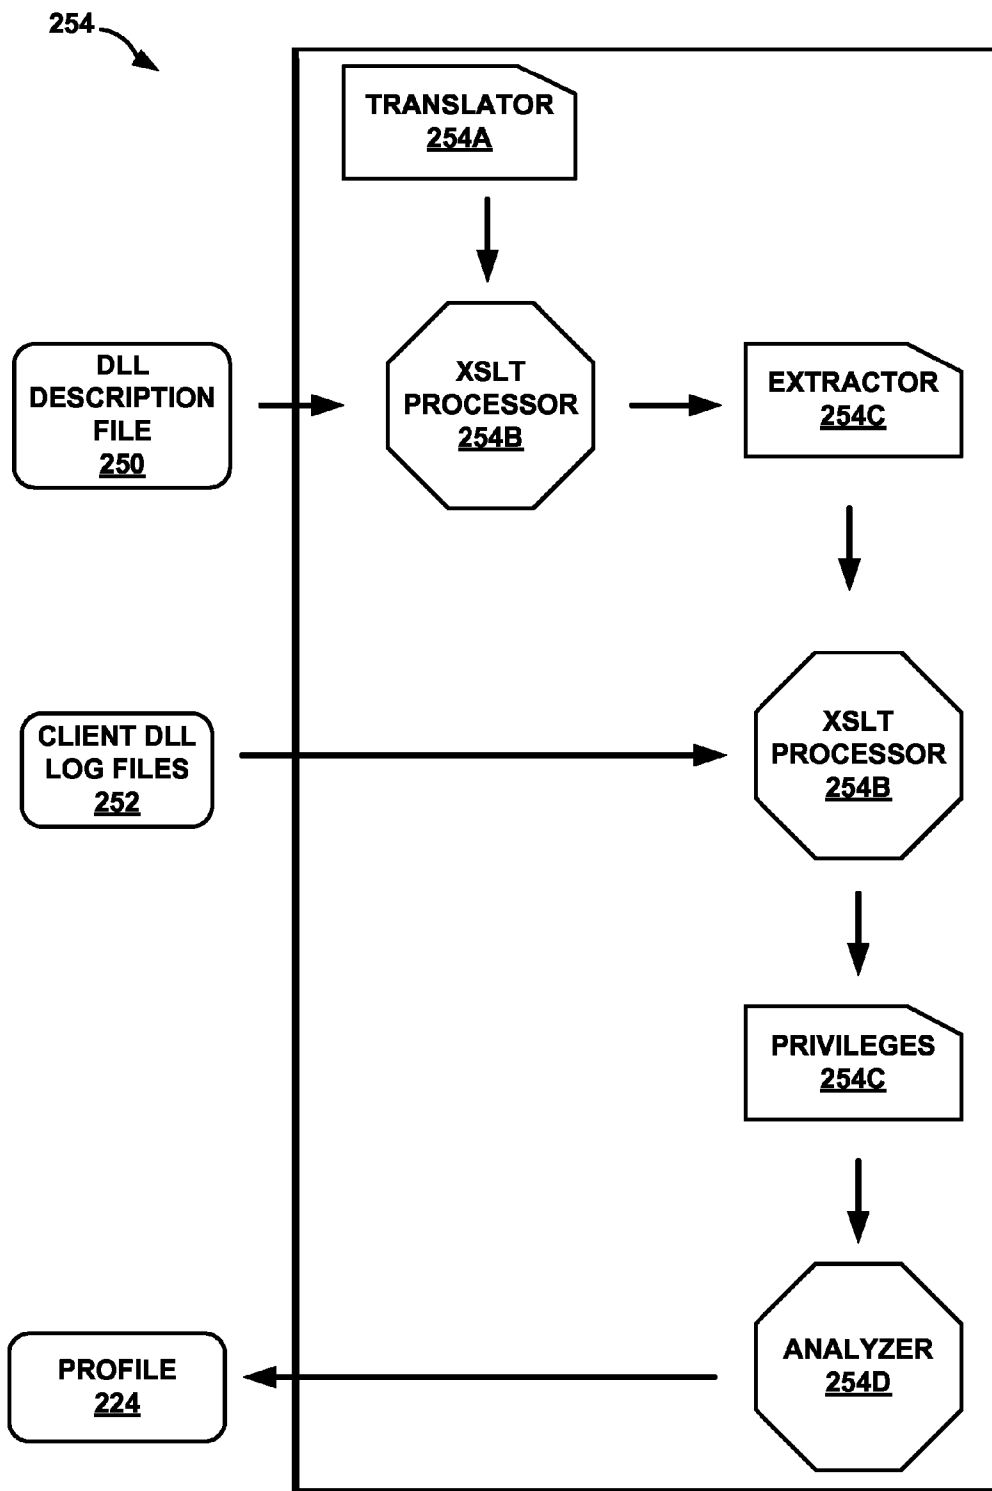 254
TRANSLATOR
254A
DLL
DESCRIPTION
FILE
250
XSLT
PROCESSOR
254B
EXTRACTOR
254C
CLIENT DLL
LOG FILES
252
XSLT
PROCESSOR
254B
PRIVILEGES
254C
PROFILE
224
ANALYZER
254D